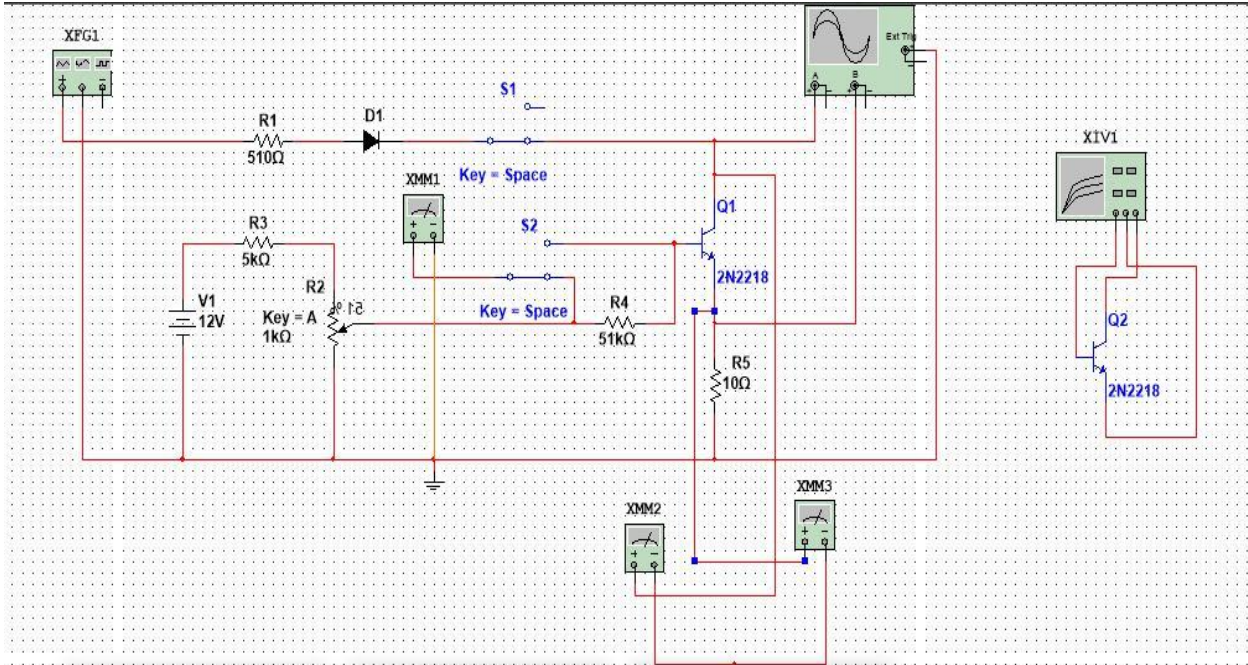 XFG1
+
-
R1
510Ω
D1
S1
Key = Space
A
B
Ext Trig
+
-
+
-
+
-
XIV1
XMM1
+
-
R3
5kΩ
S2
Q1
2N2218
V1
12V
R2
51 %
Key = A
1kΩ
Key = Space
R4
51kΩ
R5
10Ω
Q2
2N2218
XMM2
+
-
XMM3
+
-